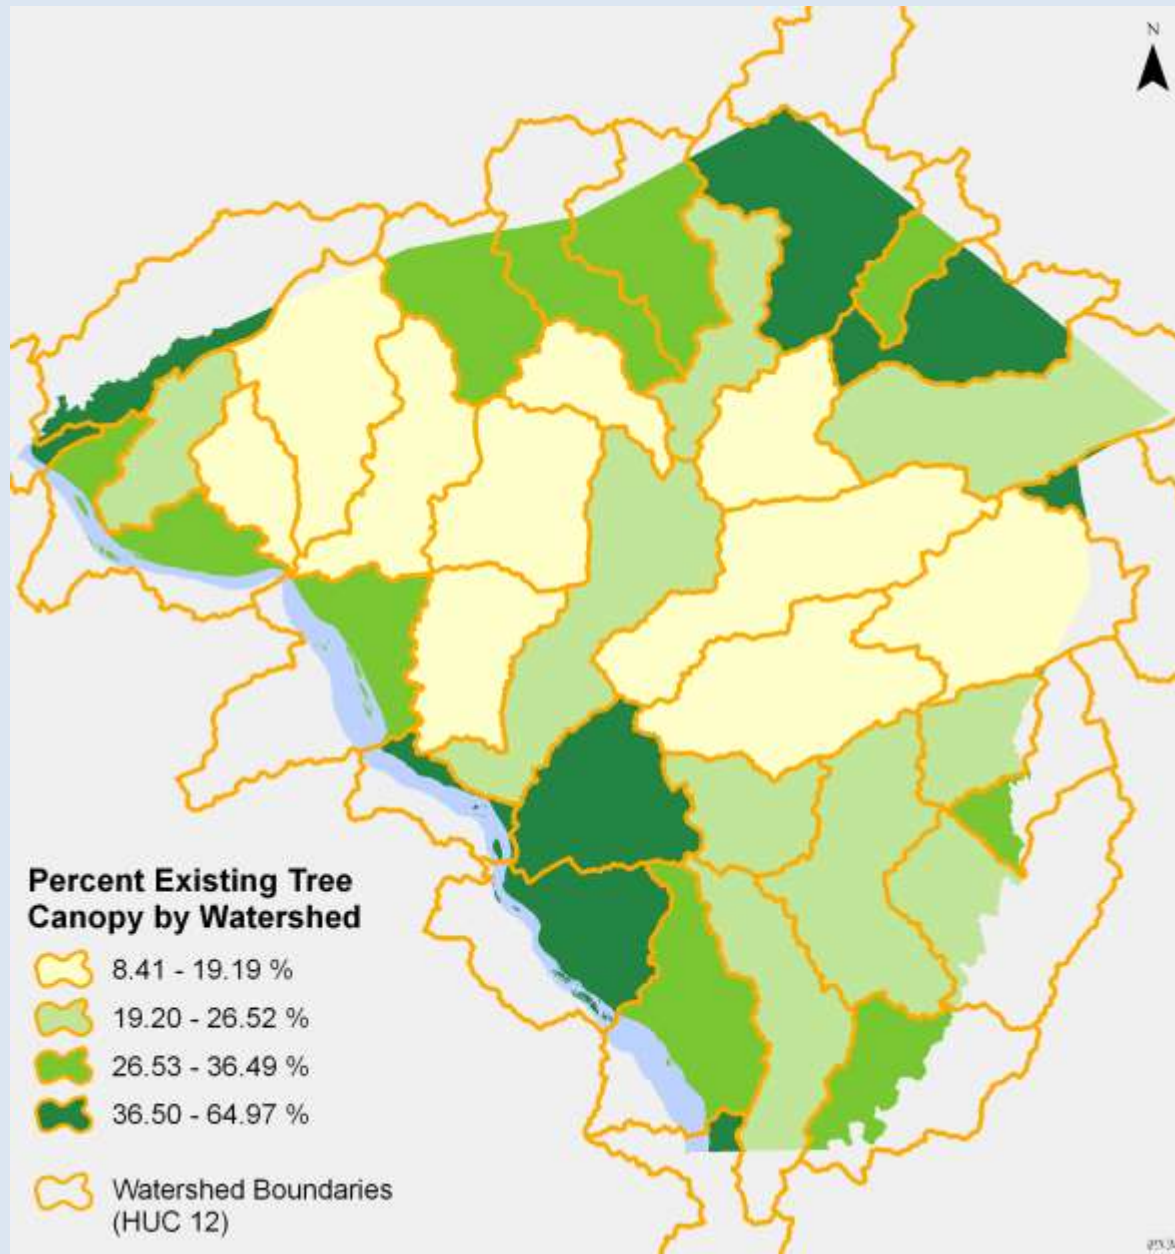 N
Percent Existing Tree
Canopy by Watershed
8.41 - 19.19 %
19.20 - 26.52 %
26.53 - 36.49 %
36.50 - 64.97 %
Watershed Boundaries
(HUC 12)